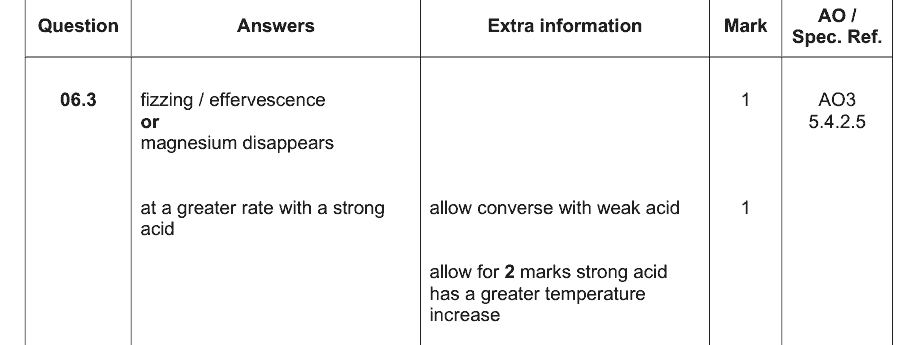 Question Answers Extra information Mark AO /
Spec. Ref.
06.3 fizzing / effervescence 1 AO3
or 5.4.2.5
magnesium disappears
at a greater rate with a strong allow converse with weak acid 1
acid
allow for 2 marks strong acid
has a greater temperature
increase